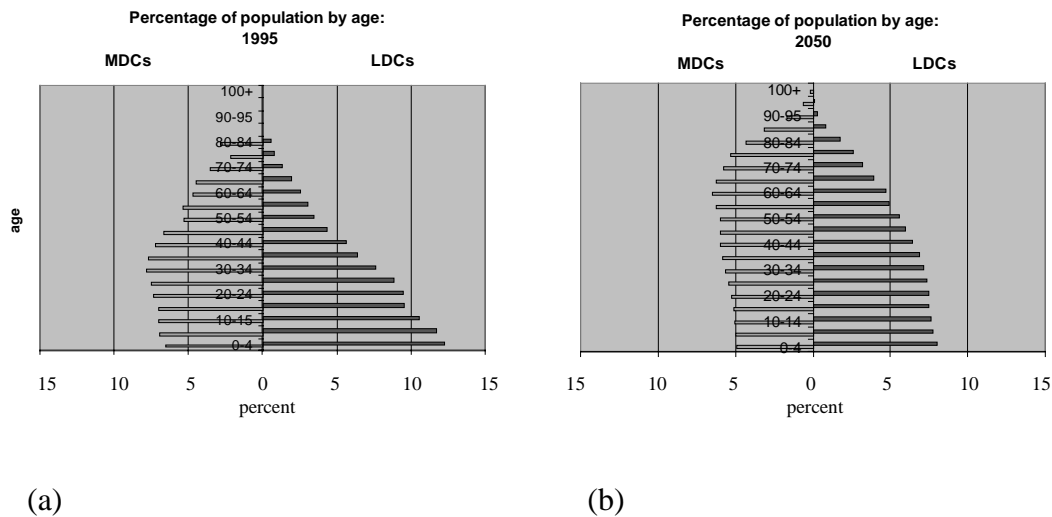 Percentage of population by age:
1995
MDCs LDCs
100+
90-95
80-84
70-74
60-64
50-54
40-44
30-34
20-24
10-15
0-4
age
15 10 5 0 5 10 15
percent
(a)
Percentage of population by age:
2050
MDCs LDCs
100+
90-95
80-84
70-74
60-64
50-54
40-44
30-34
20-24
10-14
0-4
15 10 5 0 5 10 15
percent
(b)